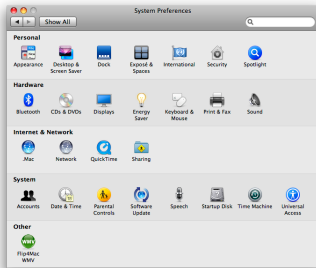 System Preferences
Show All
Personal
Appearance
Desktop & Screen Saver
Dock
Exposé & Spaces
International
Security
Spotlight
Hardware
Bluetooth
CDs & DVDs
Displays
Energy Saver
Keyboard & Mouse
Print & Fax
Sound
Internet & Network
.Mac
Network
QuickTime
Sharing
System
Accounts
Date & Time
Parental Controls
Software Update
Speech
Startup Disk
Time Machine
Universal Access
Other
WMV
Flip4Mac WMV